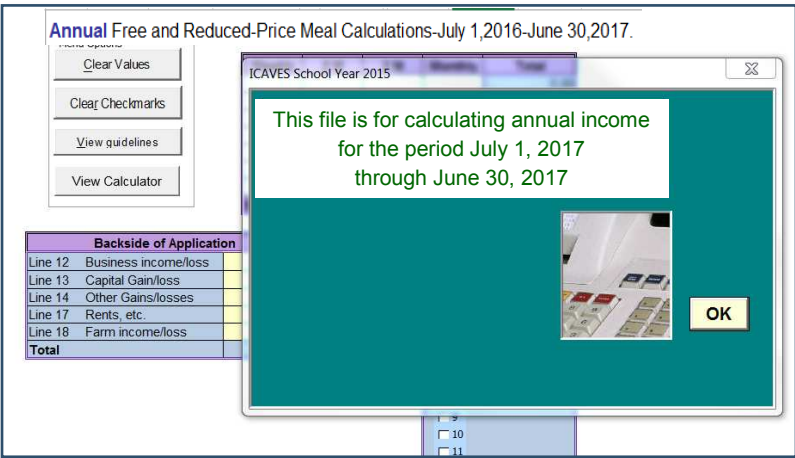 Annual Free and Reduced-Price Meal Calculations-July 1,2016-June 30,2017.
Menu Options
Clear Values
Clear Checkmarks
View guidelines
View Calculator
ICAVES School Year 2015
This file is for calculating annual income
for the period July 1, 2017
through June 30, 2017
OK
Backside of Application
Line 12 Business income/loss
Line 13 Capital Gain/loss
Line 14 Other Gains/losses
Line 17 Rents, etc.
Line 18 Farm income/loss
Total
9
10
11